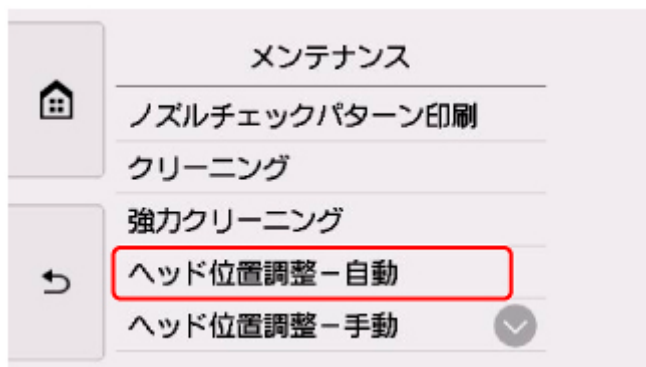 メンテナンス
ノズルチェックパターン印刷
クリーニング
強力クリーニング
ヘッド位置調整－自動
ヘッド位置調整－手動